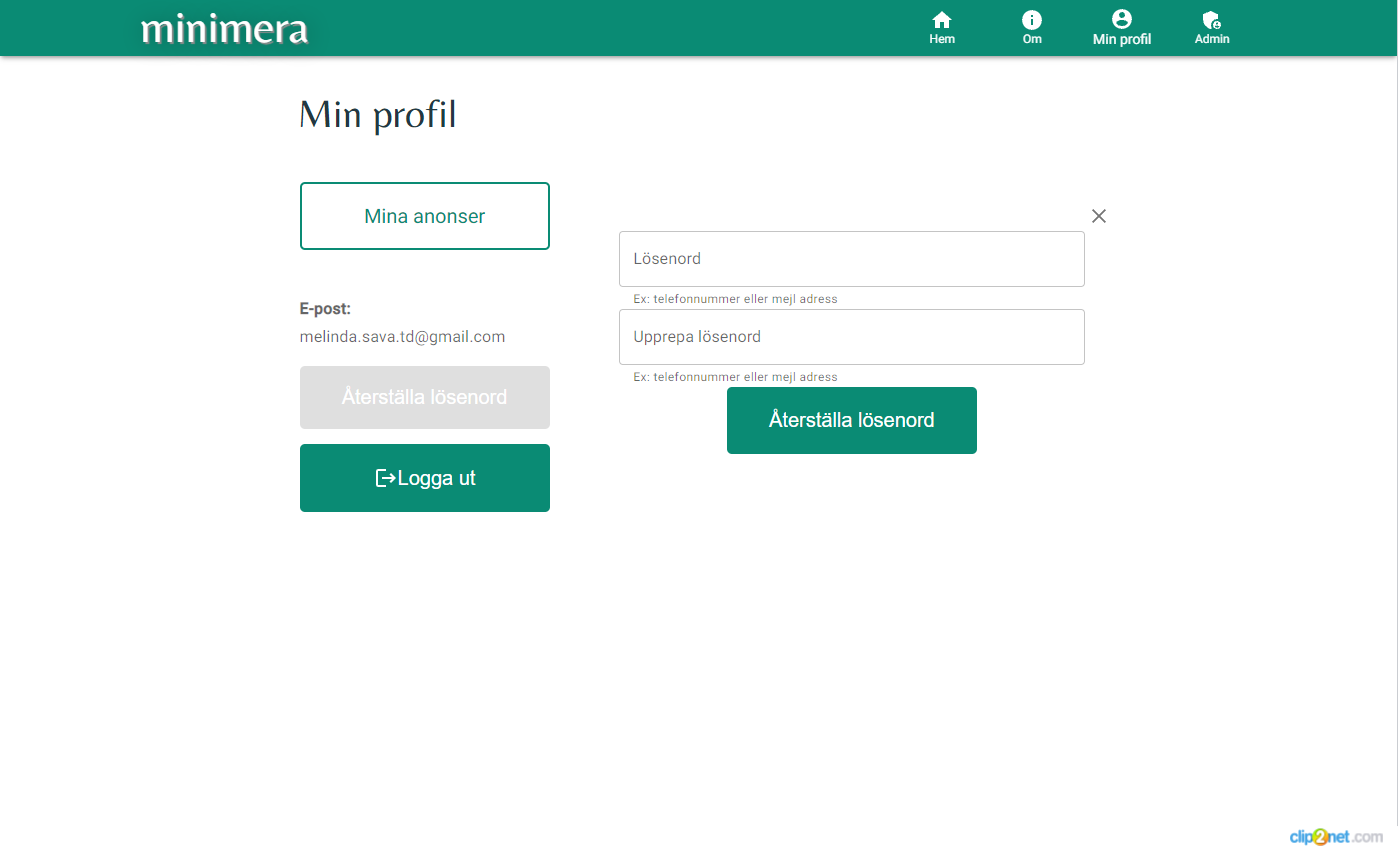 minimera
Hem
Om
Min profil
Admin
Min profil
Mina anonser
E-post:
melinda.sava.td@gmail.com
Återställa lösenord
Logga ut
Lösenord
Ex: telefonnummer eller mejl adress
Upprepa lösenord
Ex: telefonnummer eller mejl adress
Återställa lösenord
clip2net.com